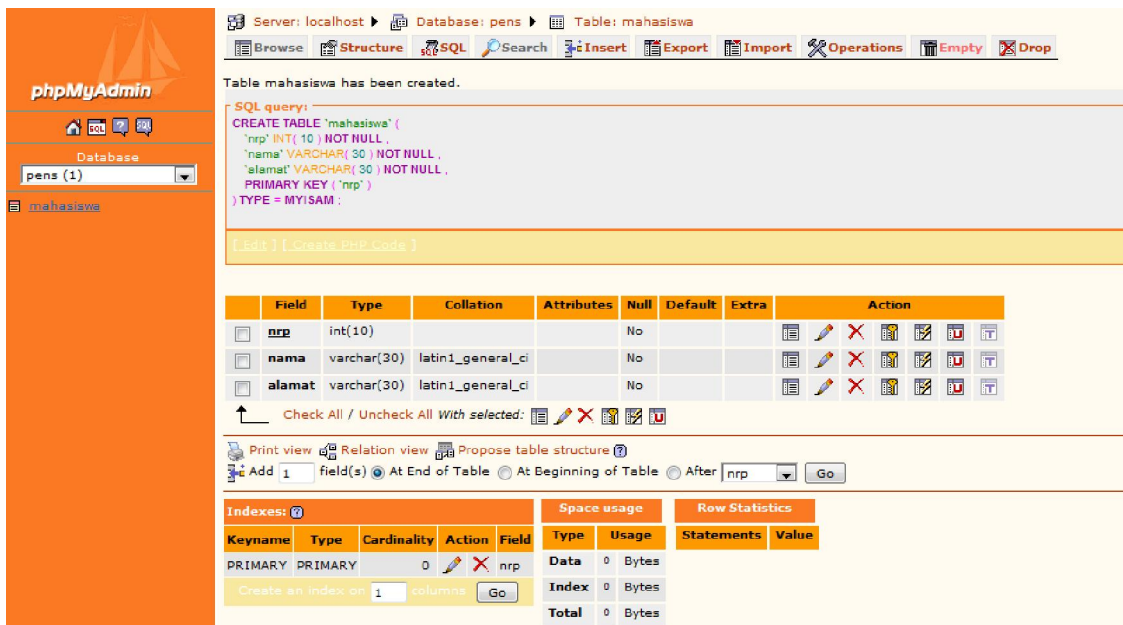 Server: localhost Database: pens Table: mahasiswa
Browse Structure SQL Search Insert Export Import Operations Empty Drop
phpMyAdmin
SQL SQL
Database
pens (1)
mahasiswa
Table mahasiswa has been created.
SQL query:
CREATE TABLE `mahasiswa` (
`nrp` INT( 10 ) NOT NULL ,
`nama` VARCHAR( 30 ) NOT NULL ,
`alamat` VARCHAR( 30 ) NOT NULL ,
PRIMARY KEY ( `nrp` )
) TYPE = MYISAM ;
[ Edit ] [ Create PHP Code ]
Field Type Collation Attributes Null Default Extra Action
nrp int(10) No
nama varchar(30) latin1_general_ci No
alamat varchar(30) latin1_general_ci No
Check All / Uncheck All With selected:
Print view Relation view Propose table structure
Add 1 field(s) At End of Table At Beginning of Table After nrp Go
Indexes:
Keyname Type Cardinality Action Field
PRIMARY PRIMARY 0 nrp
Create an index on 1 columns Go
Space usage
Type Usage
Data 0 Bytes
Index 0 Bytes
Total 0 Bytes
Row Statistics
Statements Value